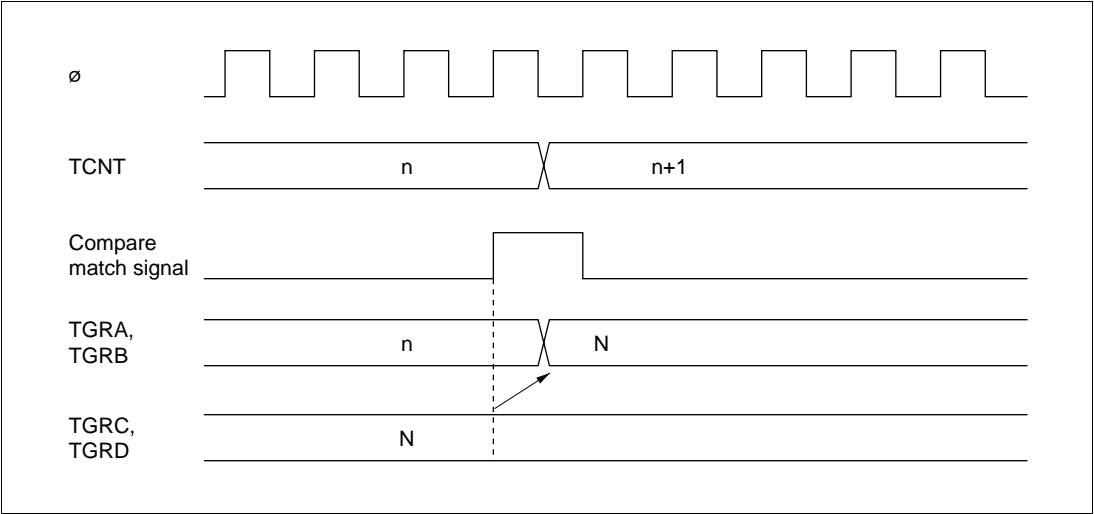 ø
TCNT
n
n+1
Compare
match signal
TGRA,
TGRB
n
N
TGRC,
TGRD
N